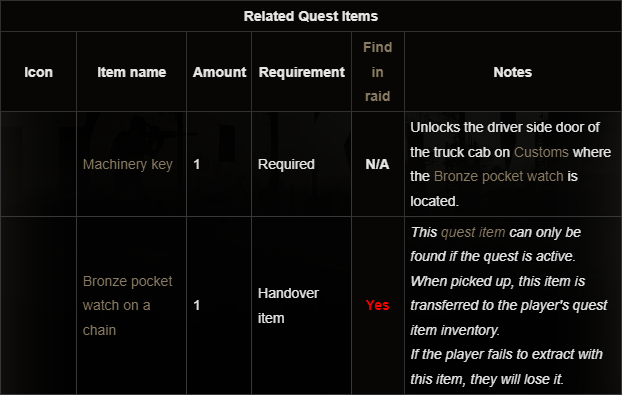 Related Quest Items
Icon
Item name
Amount
Requirement
Find
in
raid
Notes
Machinery key
1
Required
N/A
Unlocks the driver side door of
the truck cab on Customs where
the Bronze pocket watch is
located.
Bronze pocket
watch on a
chain
1
Handover
item
Yes
This quest item can only be
found if the quest is active.
When picked up, this item is
transferred to the player's quest
item inventory.
If the player fails to extract with
this item, they will lose it.